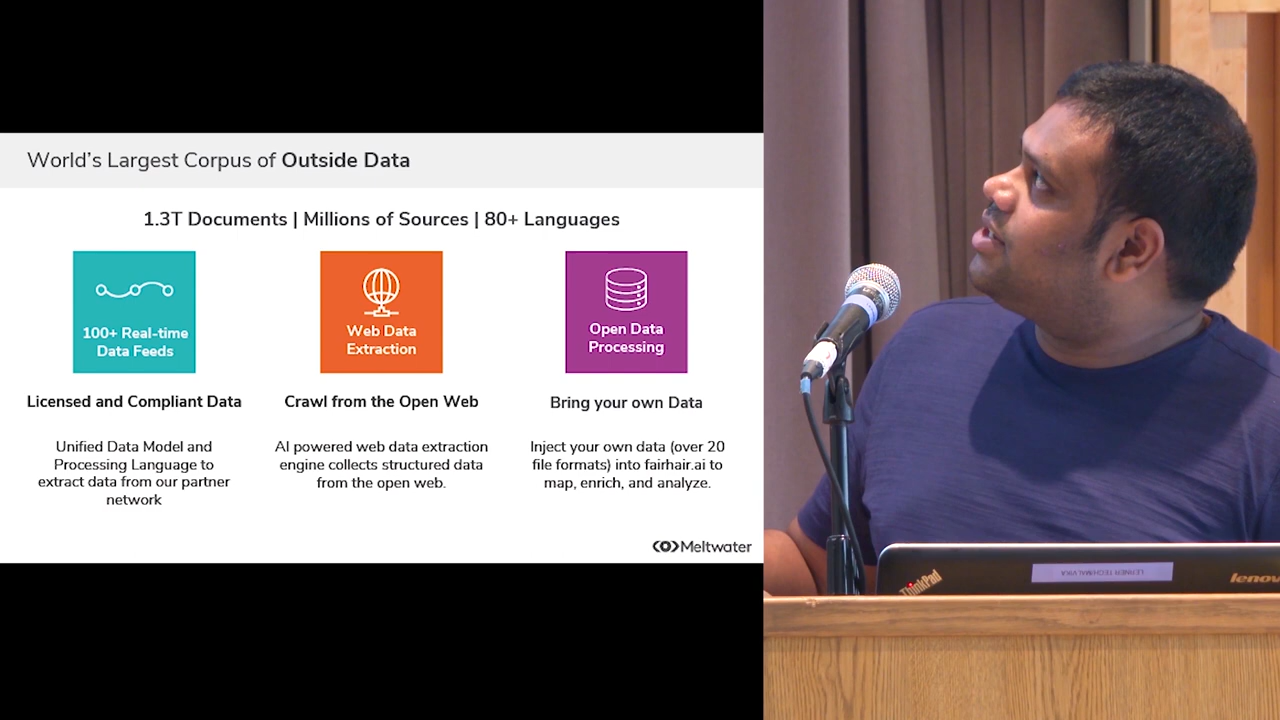 World's Largest Corpus of Outside Data
1.3T Documents | Millions of Sources | 80+ Languages
100+ Real-time
Data Feeds
Web Data
Extraction
Open Data
Processing
Licensed and Compliant Data
Crawl from the Open Web
Bring your own Data
Unified Data Model and
Processing Language to
extract data from our partner
network
AI powered web data extraction
engine collects structured data
from the open web.
Inject your own data (over 20
file formats) into fairhair.ai to
map, enrich, and analyze.
Meltwater
ThinkPad
LERNER TECH MALVIKA
lenov